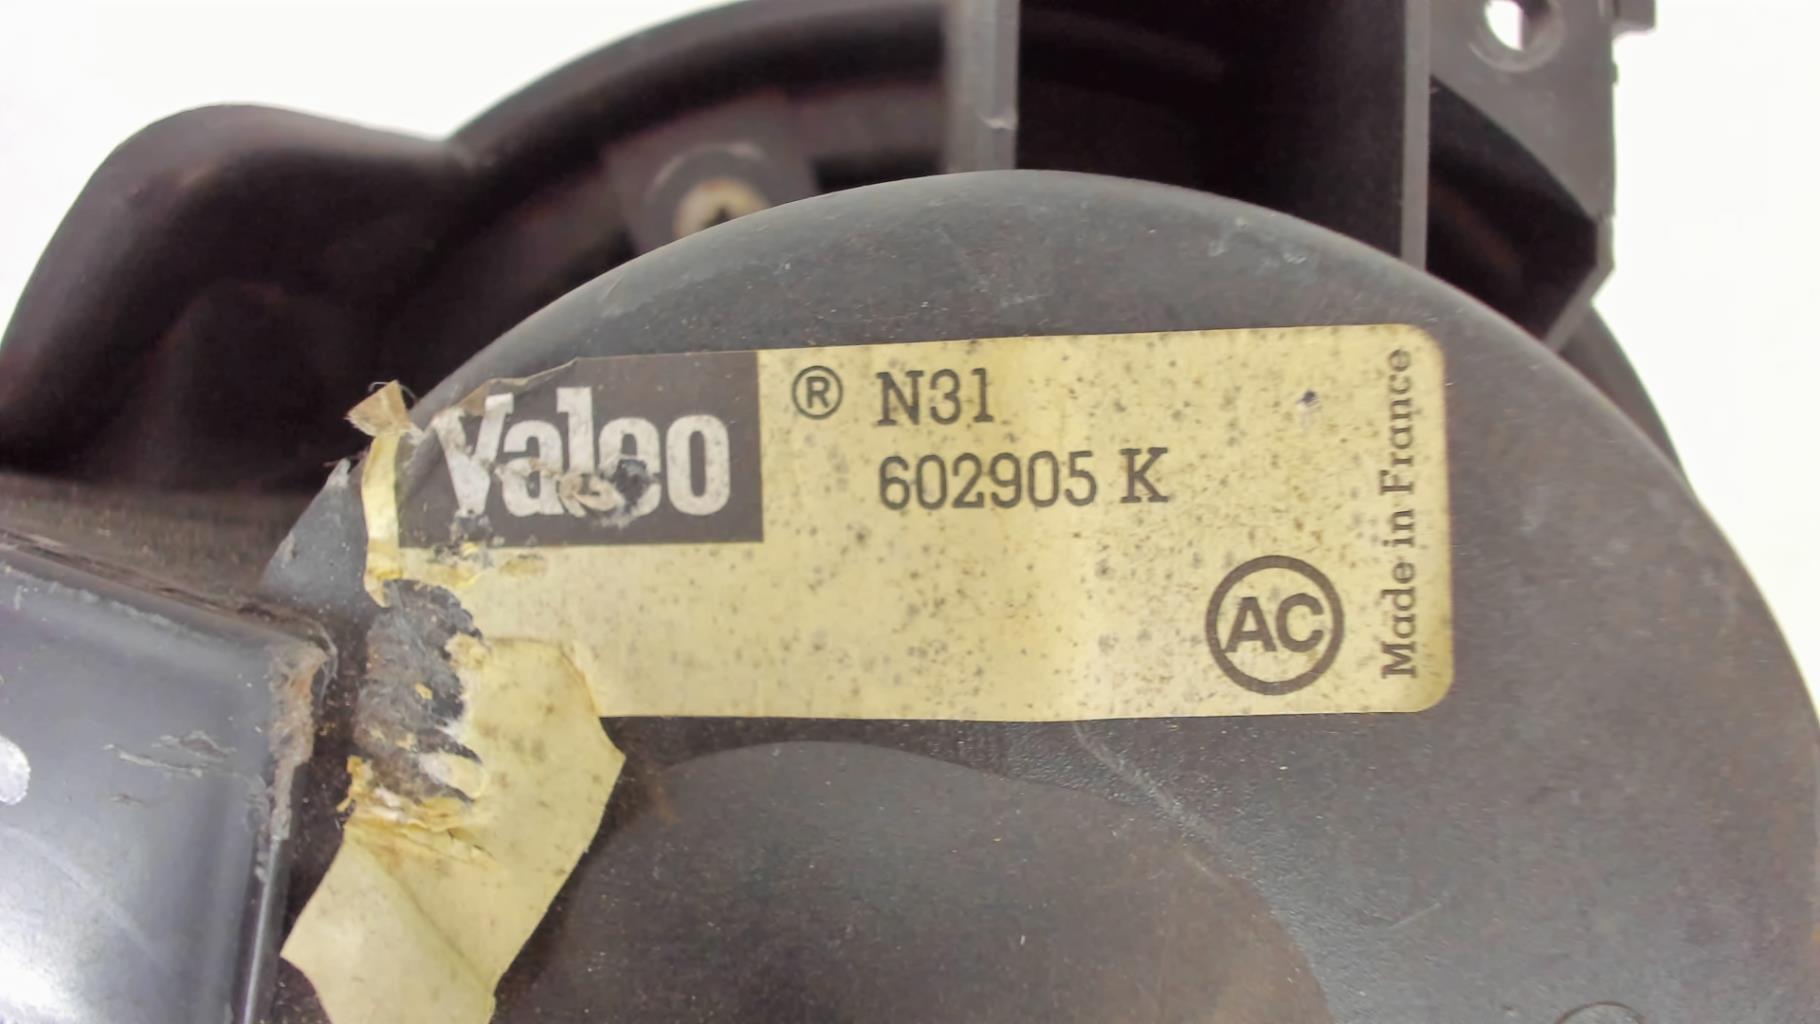 Valeo ® N31
602905 K
AC
Made in France